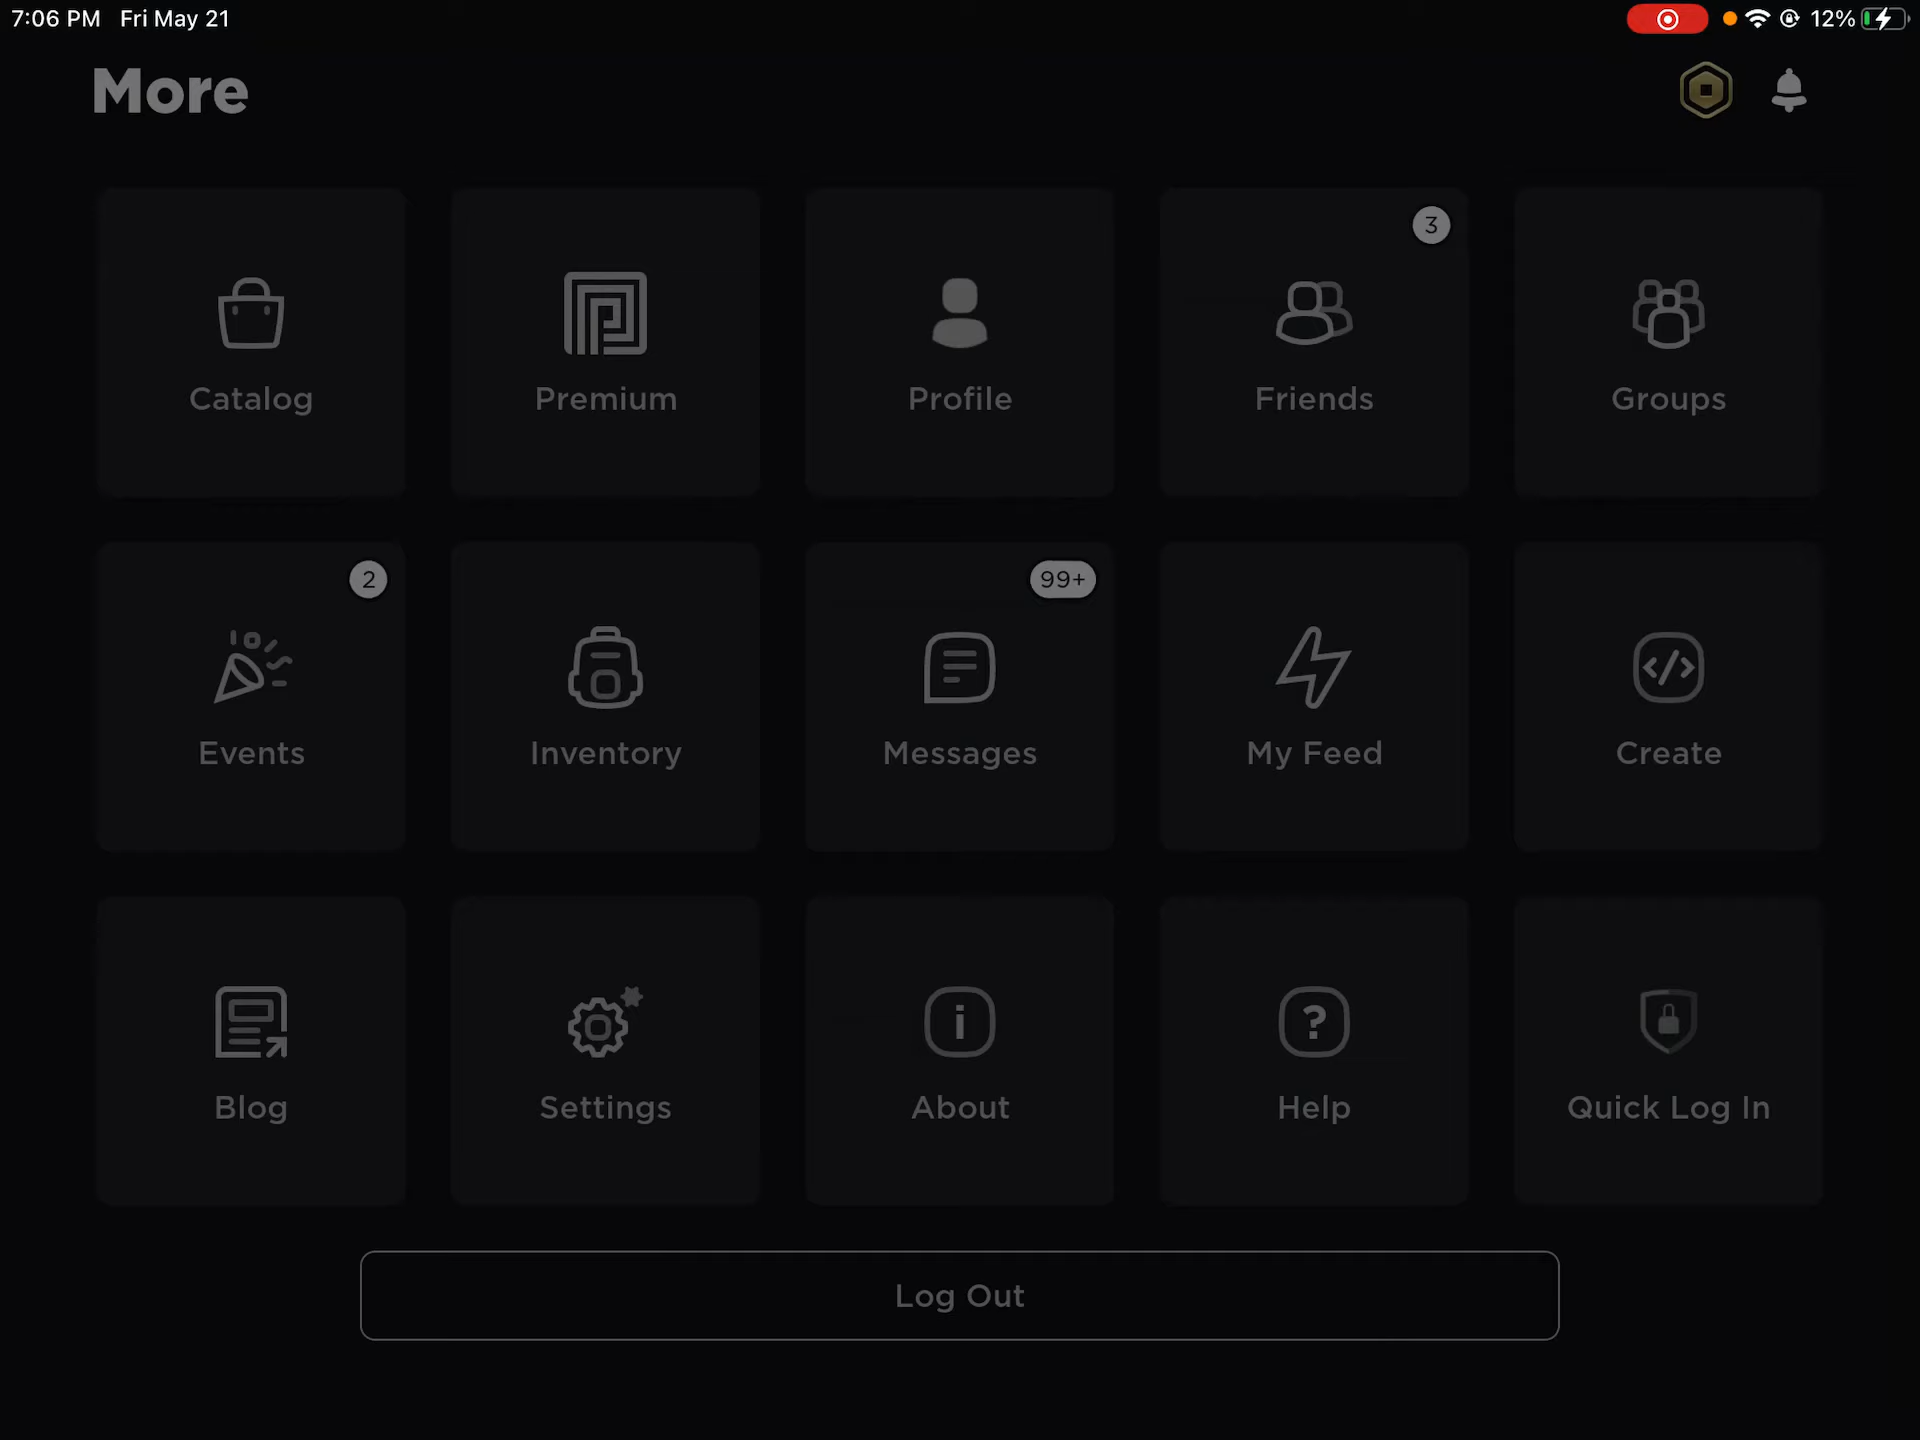 7:06 PM Fri May 21
12%
More
3
Catalog
Premium
Profile
Friends
Groups
2
99+
Events
Inventory
Messages
My Feed
Create
Blog
Settings
About
Help
Quick Log In
Log Out